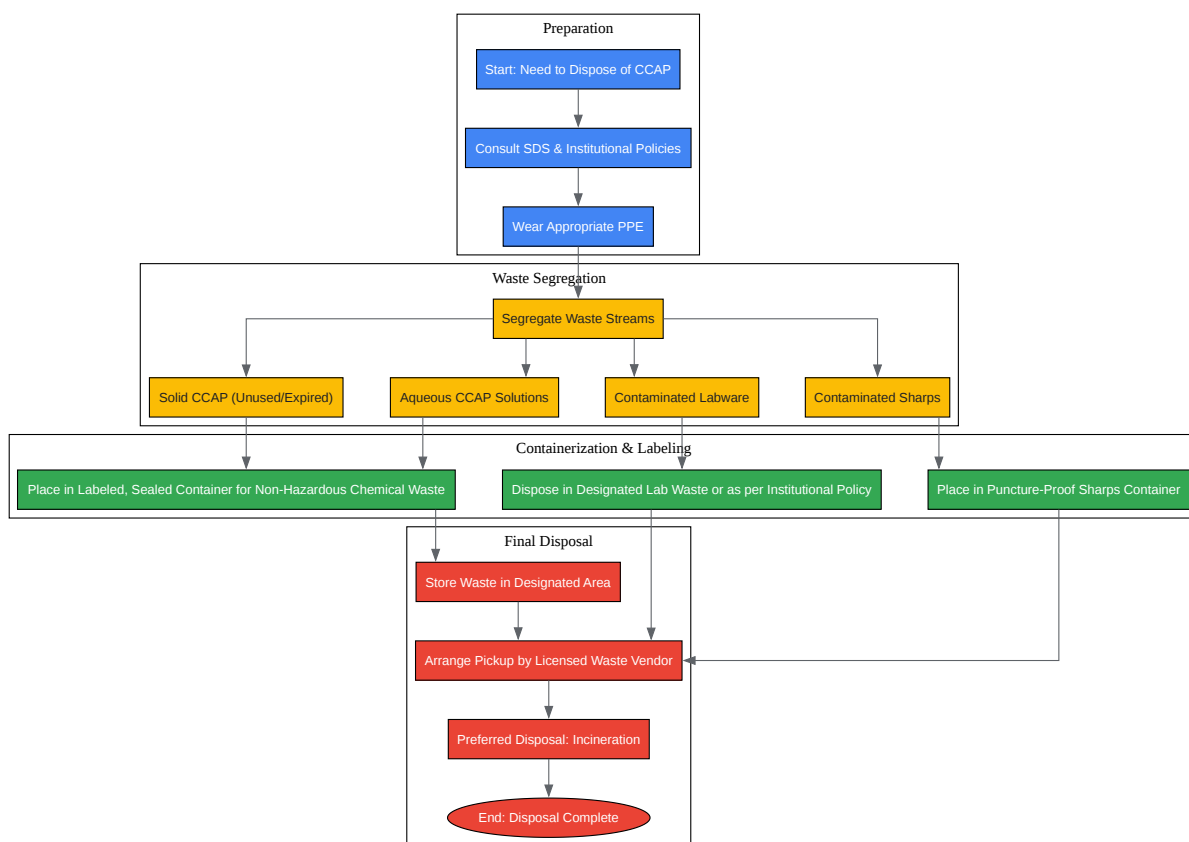 Preparation
Start: Need to Dispose of CCAP
Consult SDS & Institutional Policies
Wear Appropriate PPE
Waste Segregation
Segregate Waste Streams
Solid CCAP (Unused/Expired)
Aqueous CCAP Solutions
Contaminated Labware
Contaminated Sharps
Containerization & Labeling
Place in Labeled, Sealed Container for Non-Hazardous Chemical Waste
Dispose in Designated Lab Waste or as per Institutional Policy
Place in Puncture-Proof Sharps Container
Final Disposal
Store Waste in Designated Area
Arrange Pickup by Licensed Waste Vendor
Preferred Disposal: Incineration
End: Disposal Complete